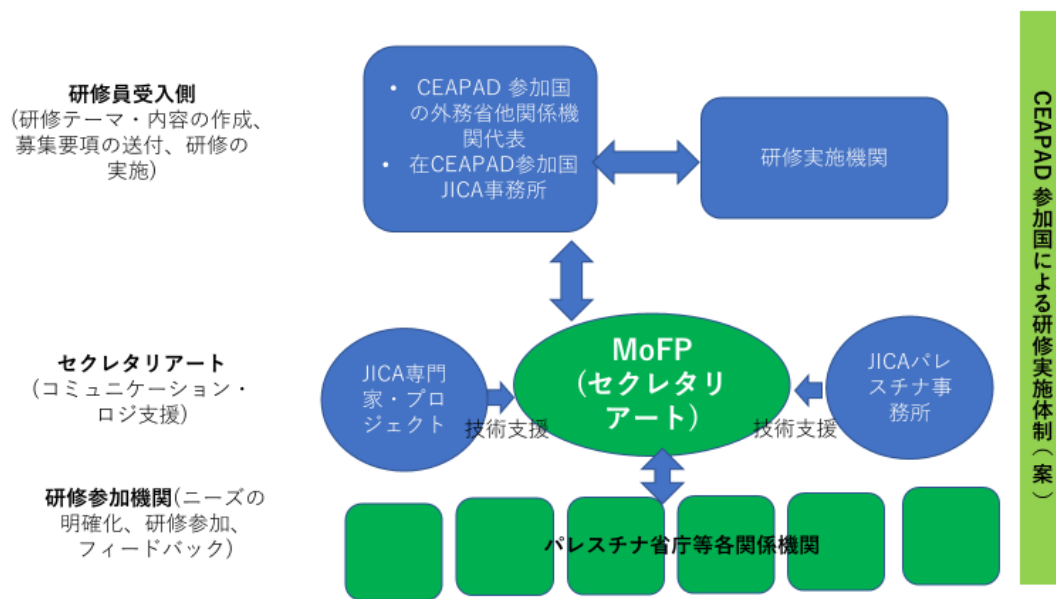 研修員受入側
(研修テーマ・内容の作成、
募集要項の送付、研修の
実施)
• CEAPAD 参加国
の外務省他関係機
関代表
• 在CEAPAD参加国
JICA事務所
研修実施機関
セクレタリアート
(コミュニケーション・
ロジ支援)
JICA専門
家・プロ
ジェクト
技術支援
MoFP
(セクレタリ
アート)
技術支援
JICAパレ
スチナ事
務所
研修参加機関(ニーズの
明確化、研修参加、
フィードバック)
パレスチナ省庁等各関係機関
CEAPAD 参加国による研修実施体制(案)